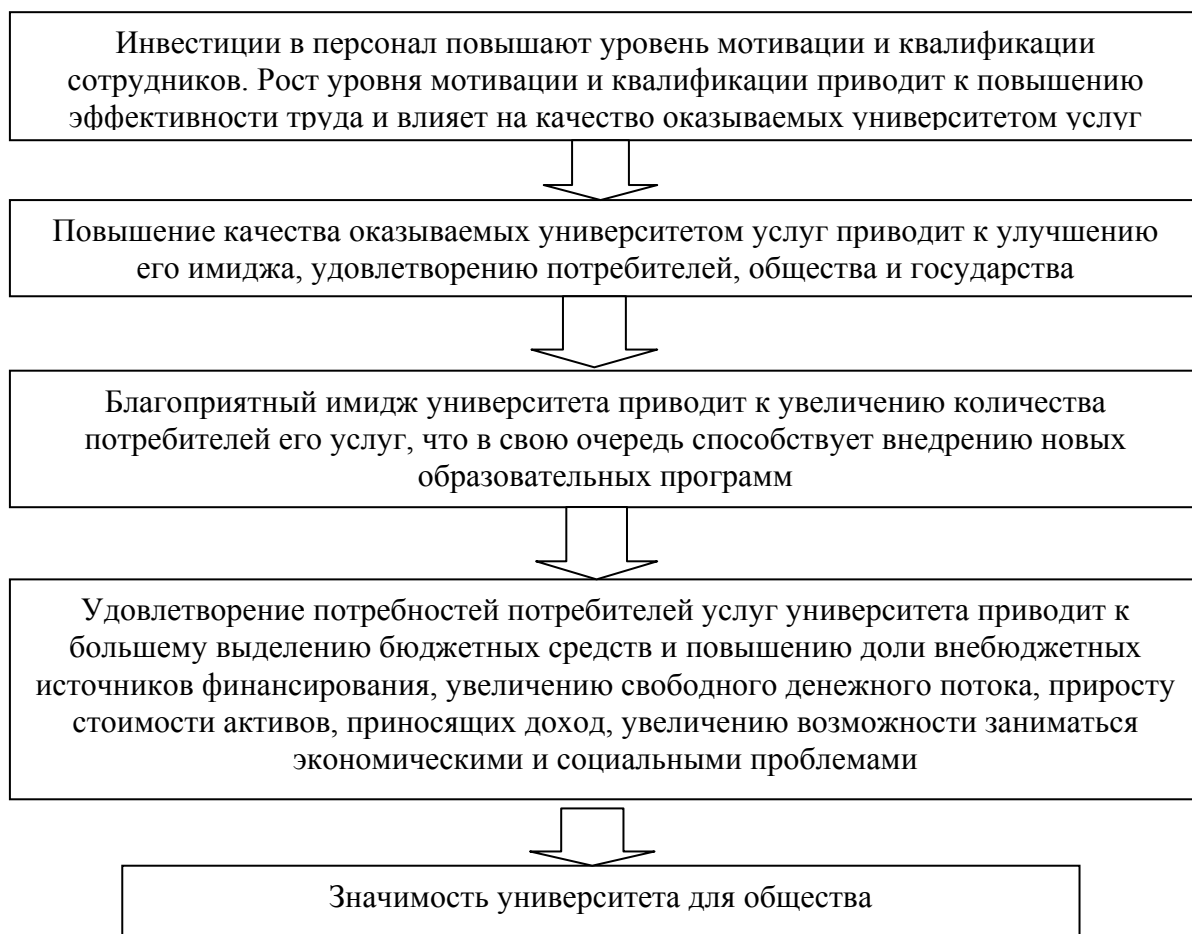 Инвестиции в персонал повышают уровень мотивации и квалификации
сотрудников. Рост уровня мотивации и квалификации приводит к повышению
эффективности труда и влияет на качество оказываемых университетом услуг
Повышение качества оказываемых университетом услуг приводит к улучшению
его имиджа, удовлетворению потребителей, общества и государства
Благоприятный имидж университета приводит к увеличению количества
потребителей его услуг, что в свою очередь способствует внедрению новых
образовательных программ
Удовлетворение потребностей потребителей услуг университета приводит к
большему выделению бюджетных средств и повышению доли внебюджетных
источников финансирования, увеличению свободного денежного потока, приросту
стоимости активов, приносящих доход, увеличению возможности заниматься
экономическими и социальными проблемами
Значимость университета для общества